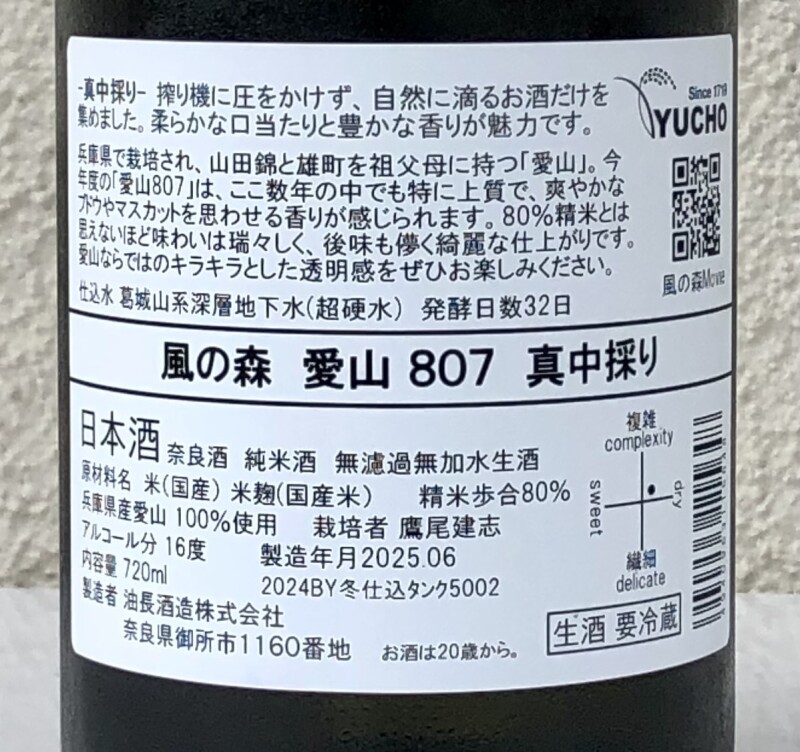 -真中採り- 搾り機に圧をかけず、自然に滴るお酒だけを
集めました。柔らかな口当たりと豊かな香りが魅力です。
Since 1719
YUCHO
兵庫県で栽培され、山田錦と雄町を祖父母に持つ「愛山」。今
年度の「愛山807」は、ここ数年の中でも特に上質で、爽やかな
ブドウやマスカットを思わせる香りが感じられます。80%精米とは
思えないほど味わいは瑞々しく、後味も儚く綺麗な仕上がりです。
愛山ならではのキラキラとした透明感をぜひお楽しみください。
風の森Movie
仕込水 葛城山系深層地下水(超硬水) 発酵日数32日
風の森 愛山 807 真中採り
日本酒 奈良酒 純米酒 無濾過無加水生酒
原材料名 米(国産) 米麹(国産米) 精米歩合80%
兵庫県産愛山 100%使用 栽培者 鷹尾建志
アルコール分 16度 製造年月2025.06
内容量 720ml 2024BY冬仕込タンク5002
製造者 油長酒造株式会社
奈良県御所市1160番地 お酒は20歳から。
複雑
complexity
sweet
dry
繊細
delicate
生酒 要冷蔵